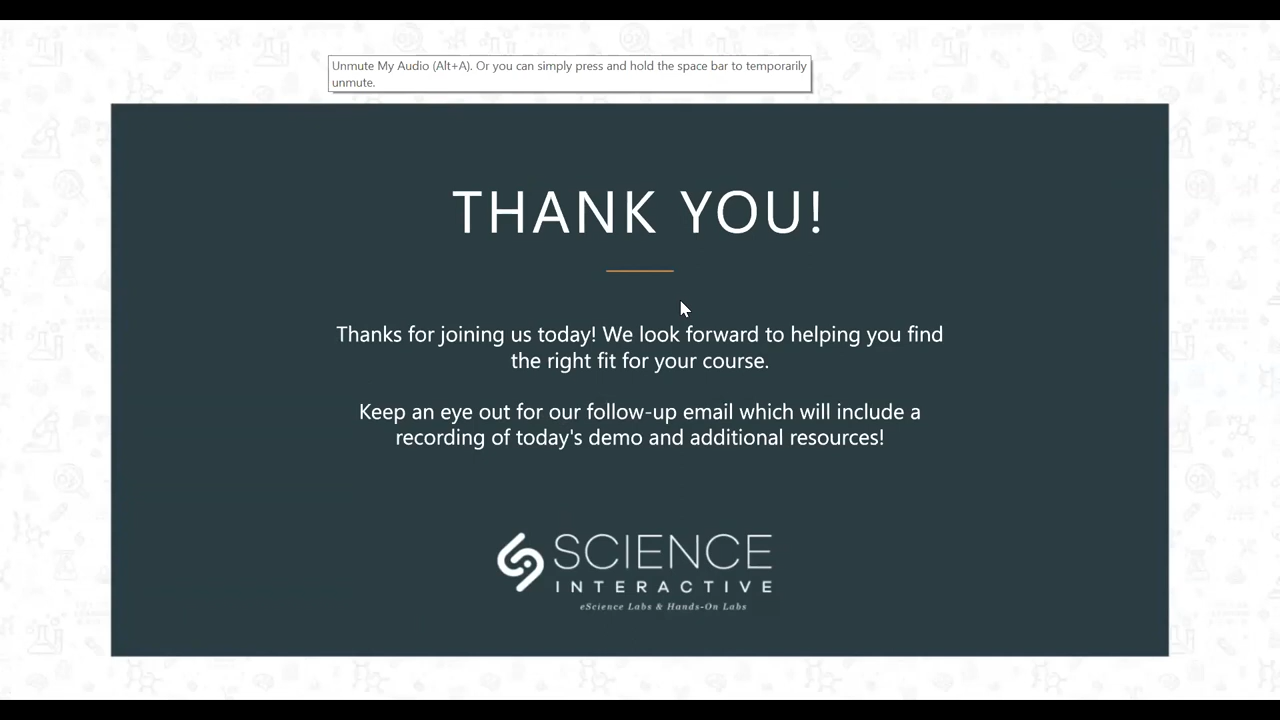 Unmute My Audio (Alt+A). Or you can simply press and hold the space bar to temporarily
unmute.
THANK YOU!
Thanks for joining us today! We look forward to helping you find
the right fit for your course.
Keep an eye out for our follow-up email which will include a
recording of today's demo and additional resources!
SCIENCE
INTERACTIVE
eScience Labs & Hands-On Labs